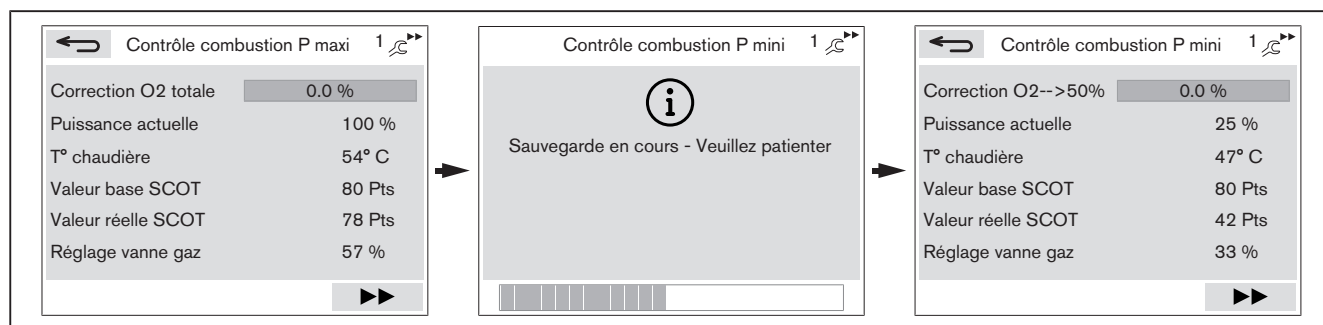 Contrôle combustion P maxi 1
Correction O2 totale 0.0 %
Puissance actuelle 100 %
T° chaudière 54° C
Valeur base SCOT 80 Pts
Valeur réelle SCOT 78 Pts
Réglage vanne gaz 57 %
Contrôle combustion P mini 1
Sauvegarde en cours - Veuillez patienter
Contrôle combustion P mini 1
Correction O2-->50% 0.0 %
Puissance actuelle 25 %
T° chaudière 47° C
Valeur base SCOT 80 Pts
Valeur réelle SCOT 42 Pts
Réglage vanne gaz 33 %